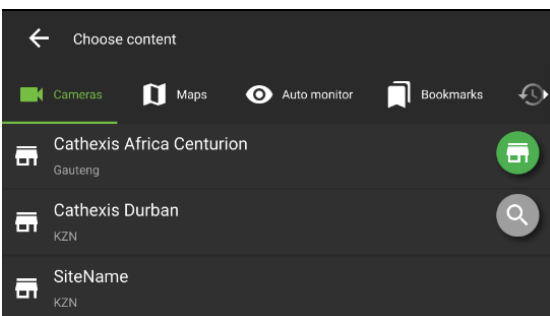 Choose content
Cameras Maps Auto monitor Bookmarks
Cathexis Africa Centurion
Gauteng
Cathexis Durban
KZN
SiteName
KZN